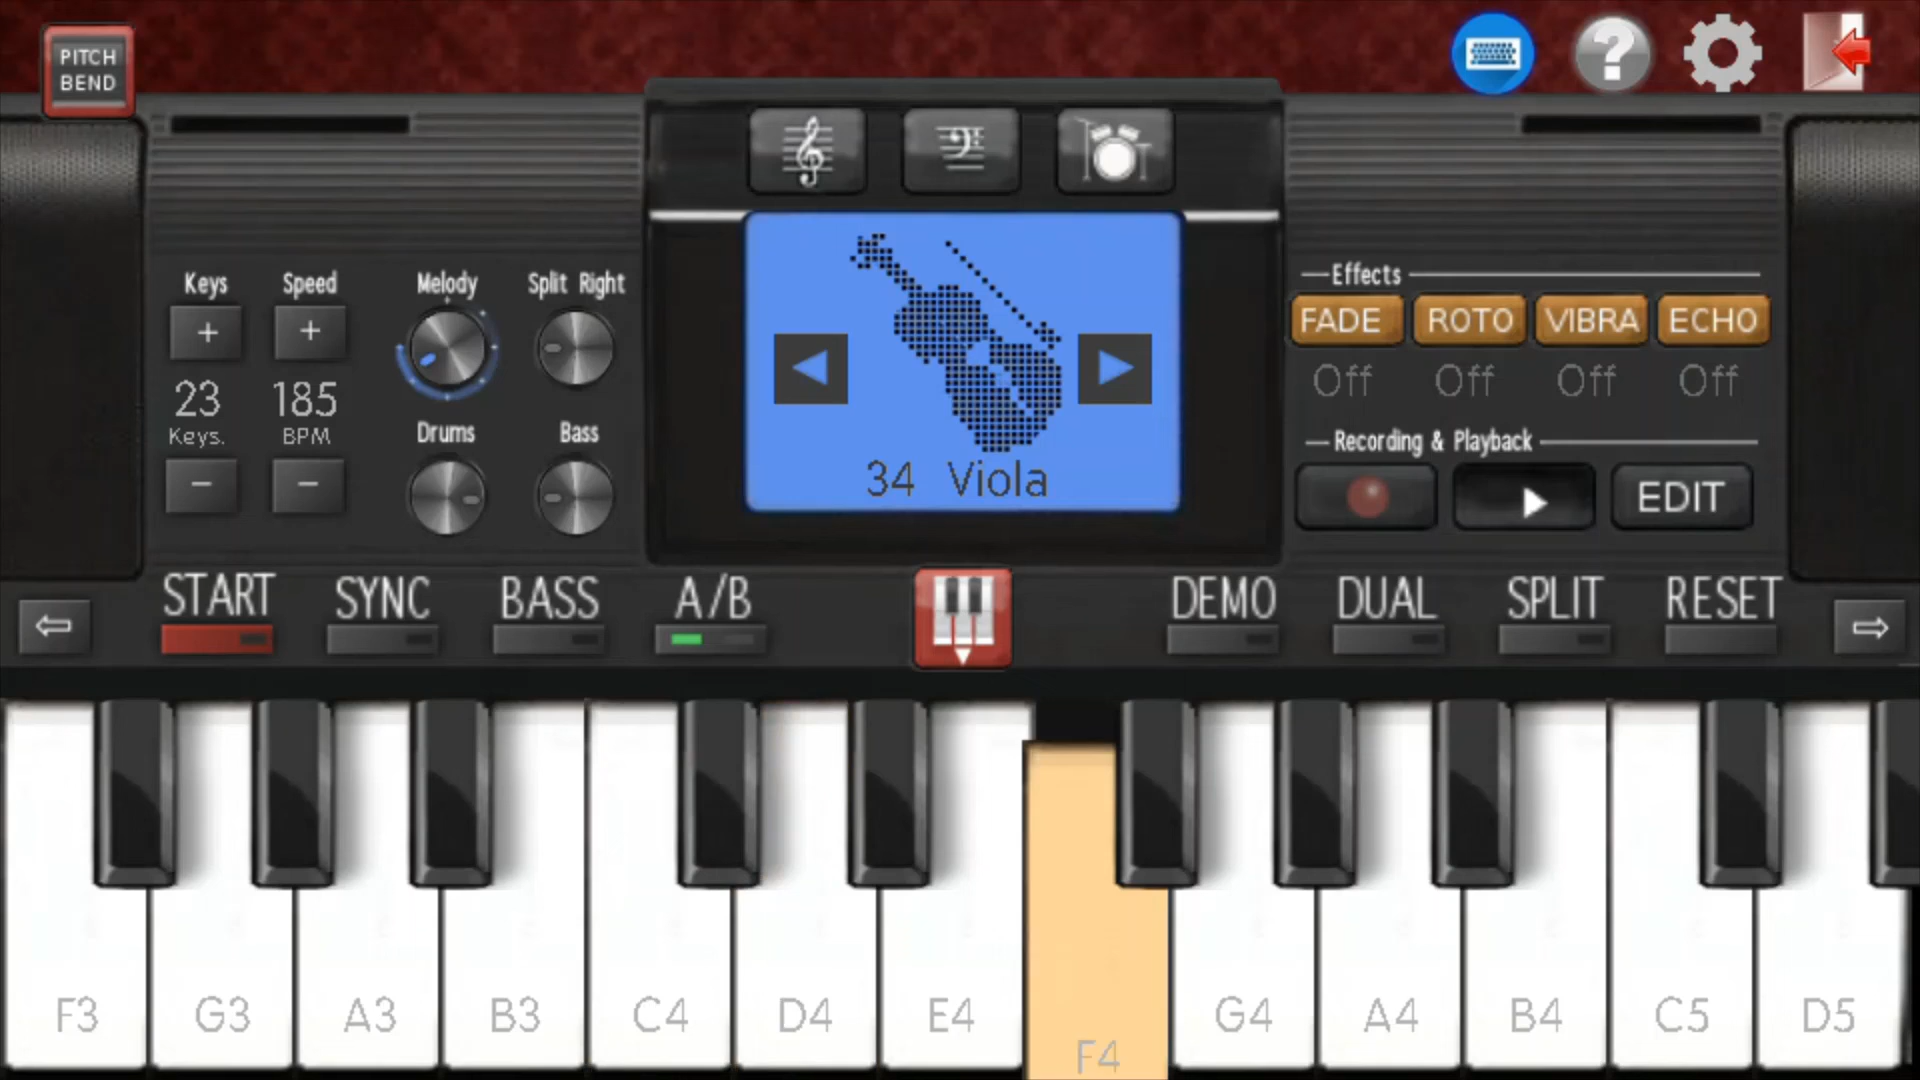 PITCH
BEND
Keys
Speed
Melody
Split Right
+
+
23
Keys.
185
BPM
Drums
Bass
−
−
34 Viola
Effects
FADE
ROTO
VIBRA
ECHO
Off
Off
Off
Off
Recording & Playback
EDIT
START
SYNC
BASS
A/B
DEMO
DUAL
SPLIT
RESET
F3
G3
A3
B3
C4
D4
E4
F4
G4
A4
B4
C5
D5